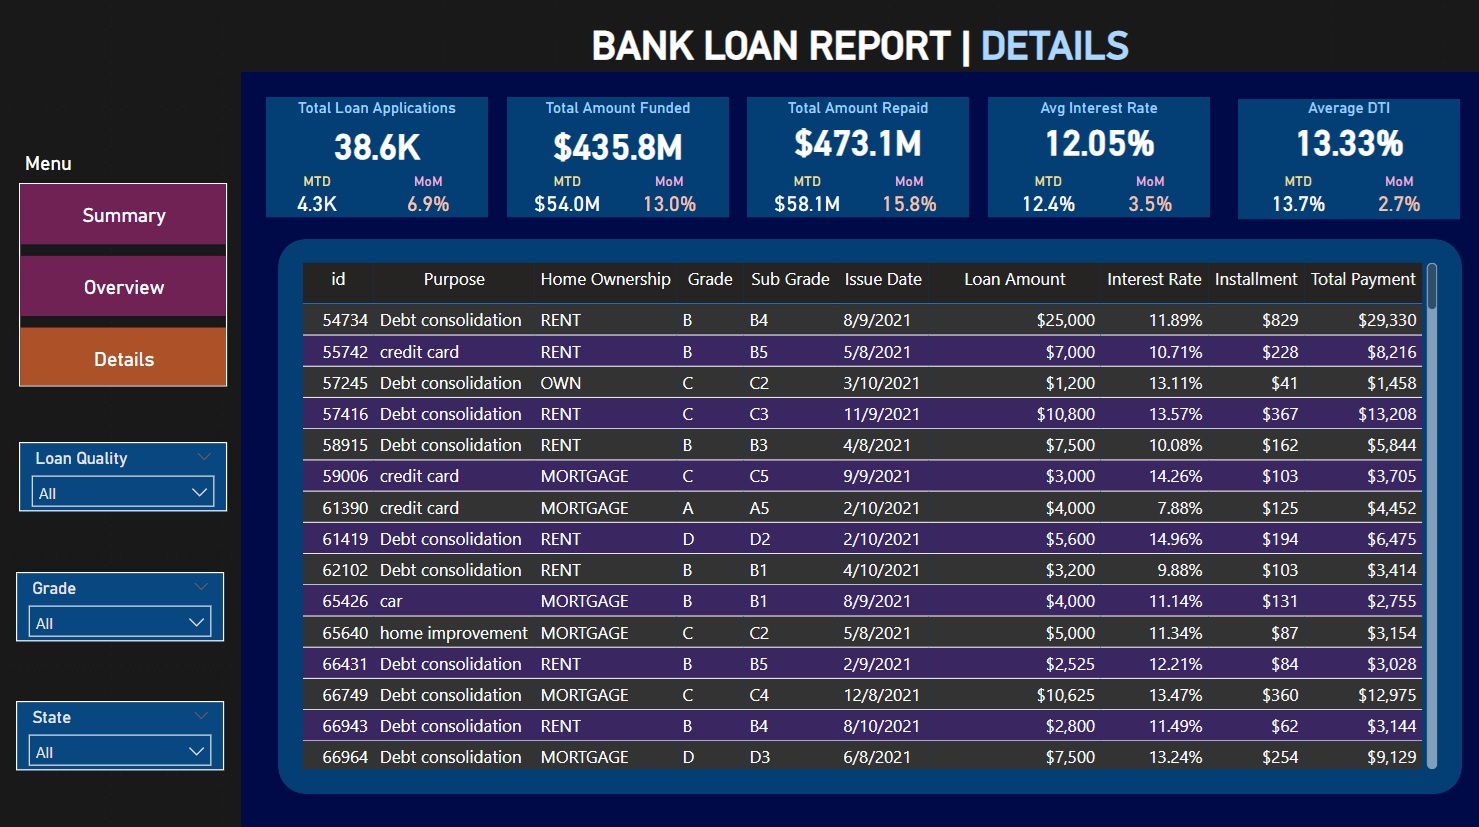 BANK LOAN REPORT | DETAILS
Total Loan Applications
38.6K
MTD MoM
4.3K 6.9%
Total Amount Funded
$435.8M
MTD MoM
$54.0M 13.0%
Total Amount Repaid
$473.1M
MTD MoM
$58.1M 15.8%
Avg Interest Rate
12.05%
MTD MoM
12.4% 3.5%
Average DTI
13.33%
MTD MoM
13.7% 2.7%
Menu
Summary
Overview
Details
Loan Quality
All
Grade
All
State
All
id Purpose Home Ownership Grade Sub Grade Issue Date Loan Amount Interest Rate Installment Total Payment
54734 Debt consolidation RENT B B4 8/9/2021 $25,000 11.89% $829 $29,330
55742 credit card RENT B B5 5/8/2021 $7,000 10.71% $228 $8,216
57245 Debt consolidation OWN C C2 3/10/2021 $1,200 13.11% $41 $1,458
57416 Debt consolidation RENT C C3 11/9/2021 $10,800 13.57% $367 $13,208
58915 Debt consolidation RENT B B3 4/8/2021 $7,500 10.08% $162 $5,844
59006 credit card MORTGAGE C C5 9/9/2021 $3,000 14.26% $103 $3,705
61390 credit card MORTGAGE A A5 2/10/2021 $4,000 7.88% $125 $4,452
61419 Debt consolidation RENT D D2 2/10/2021 $5,600 14.96% $194 $6,475
62102 Debt consolidation RENT B B1 4/10/2021 $3,200 9.88% $103 $3,414
65426 car MORTGAGE B B1 8/9/2021 $4,000 11.14% $131 $2,755
65640 home improvement MORTGAGE C C2 5/8/2021 $5,000 11.34% $87 $3,154
66431 Debt consolidation RENT B B5 2/9/2021 $2,525 12.21% $84 $3,028
66749 Debt consolidation MORTGAGE C C4 12/8/2021 $10,625 13.47% $360 $12,975
66943 Debt consolidation RENT B B4 8/10/2021 $2,800 11.49% $62 $3,144
66964 Debt consolidation MORTGAGE D D3 6/8/2021 $7,500 13.24% $254 $9,129